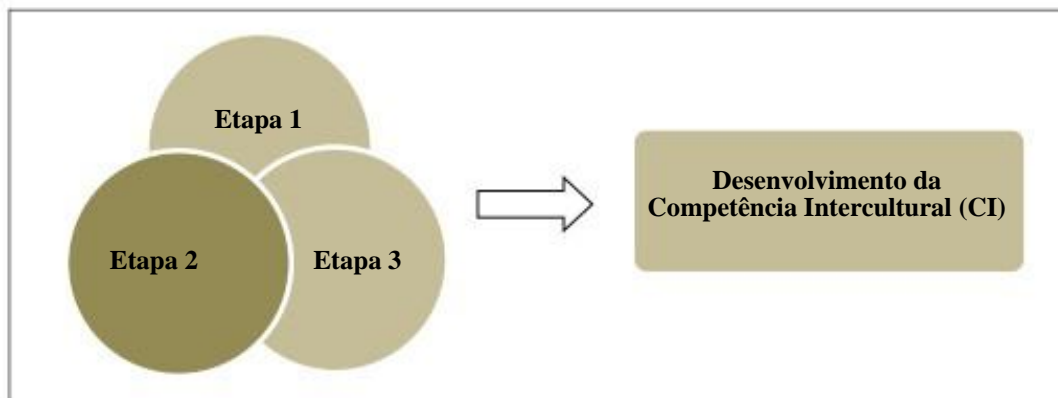 Etapa 1
Etapa 2
Etapa 3
Desenvolvimento da
Competência Intercultural (CI)